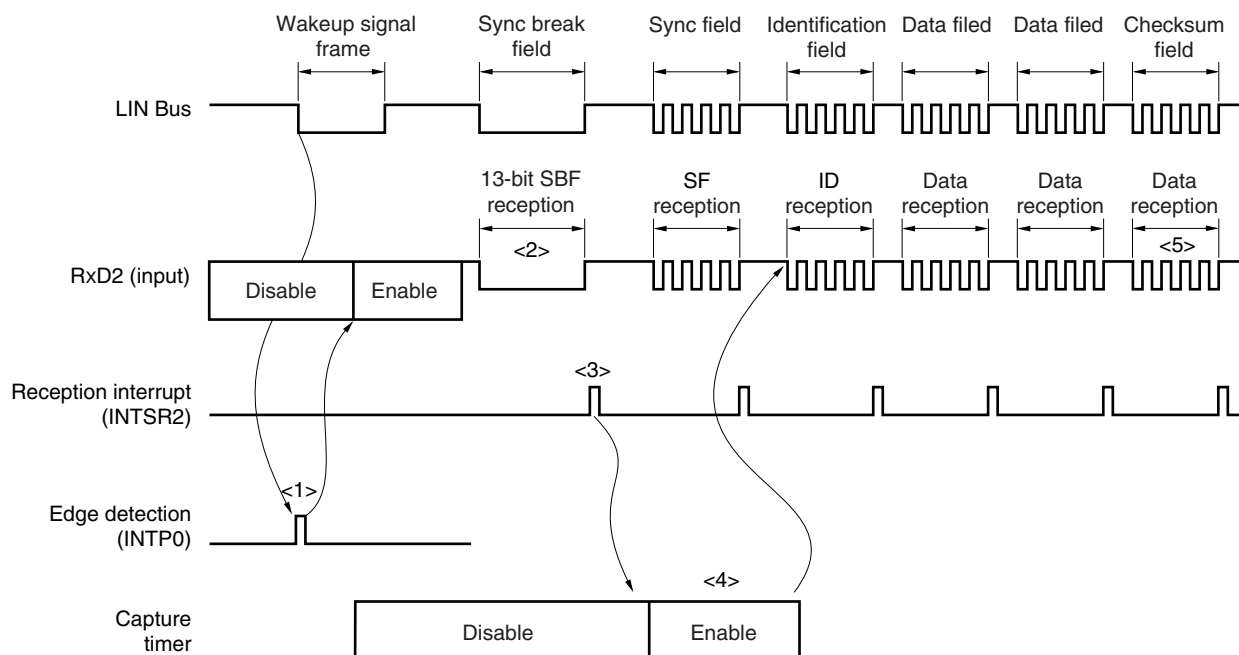 Wakeup signal
frame
Sync break
field
Sync field
Identification
field
Data filed
Data filed
Checksum
field
LIN Bus
13-bit SBF
reception
SF
reception
ID
reception
Data
reception
Data
reception
Data
reception
<2>
<5>
RxD2 (input)
Disable
Enable
<3>
Reception interrupt
(INTSR2)
<1>
Edge detection
(INTP0)
<4>
Capture
timer
Disable
Enable